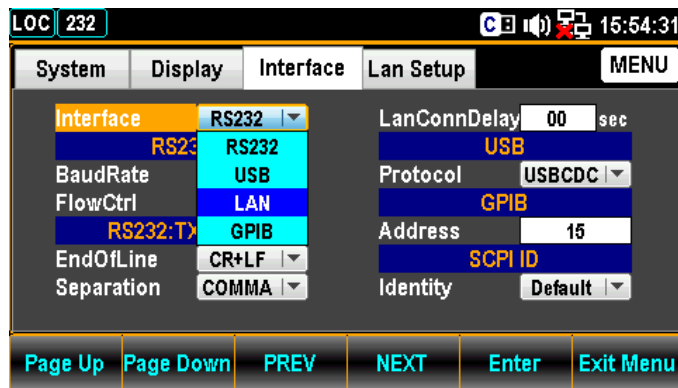 LOC 232 C 15:54:31
System Display Interface Lan Setup MENU
Interface RS232 LanConnDelay 00 sec
RS232 USB
BaudRate USB Protocol USBCDC
FlowCtrl LAN GPIB
RS232:TX GPIB Address 15
EndOfLine CR+LF SCPI ID
Separation COMMA Identity Default
Page Up Page Down PREV NEXT Enter Exit Menu